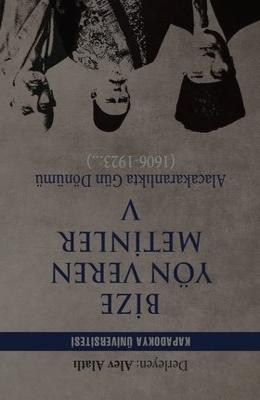 Derleyen: Alev Alatlı
KAPADOKYA ÜNİVERSİTESİ
BİZE
YÖN VEREN
METİNLER
V
Alacakaranlıkta Gün Dönümü
(1606-1923...)